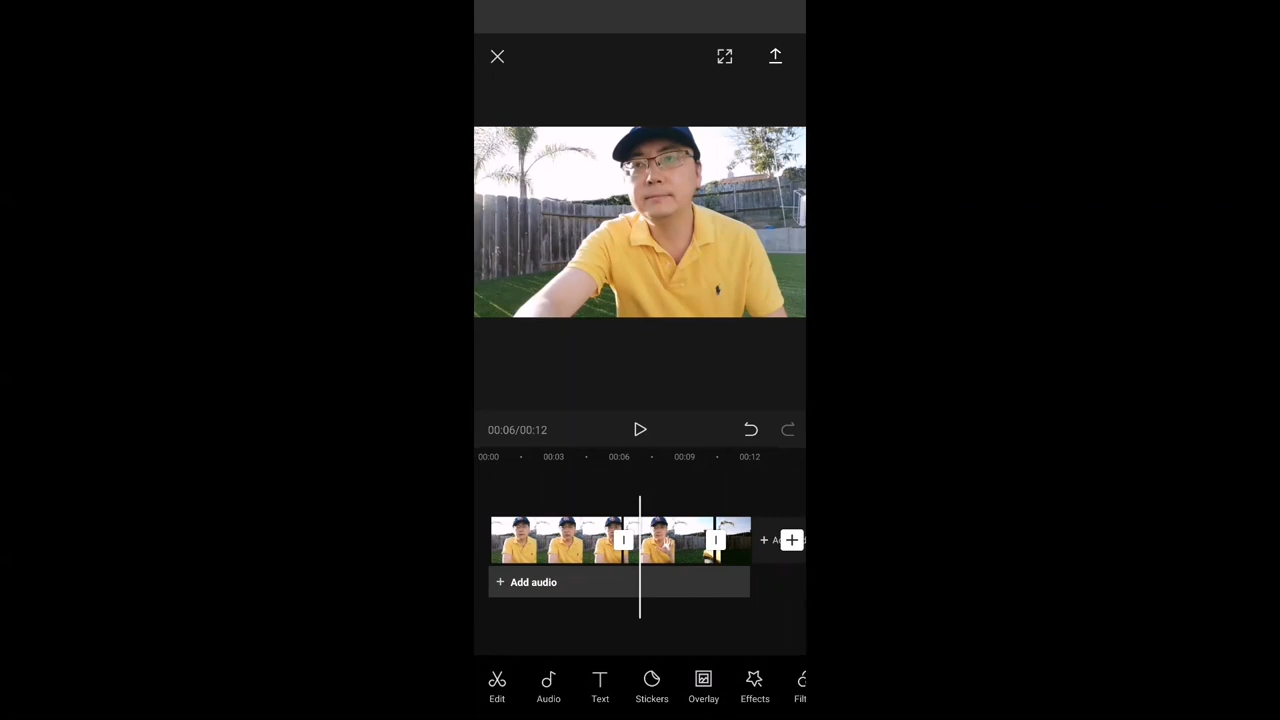 00:06/00:12
00:00 00:03 00:06 00:09 00:12
+ Add audio
Edit Audio Text Stickers Overlay Effects Filt